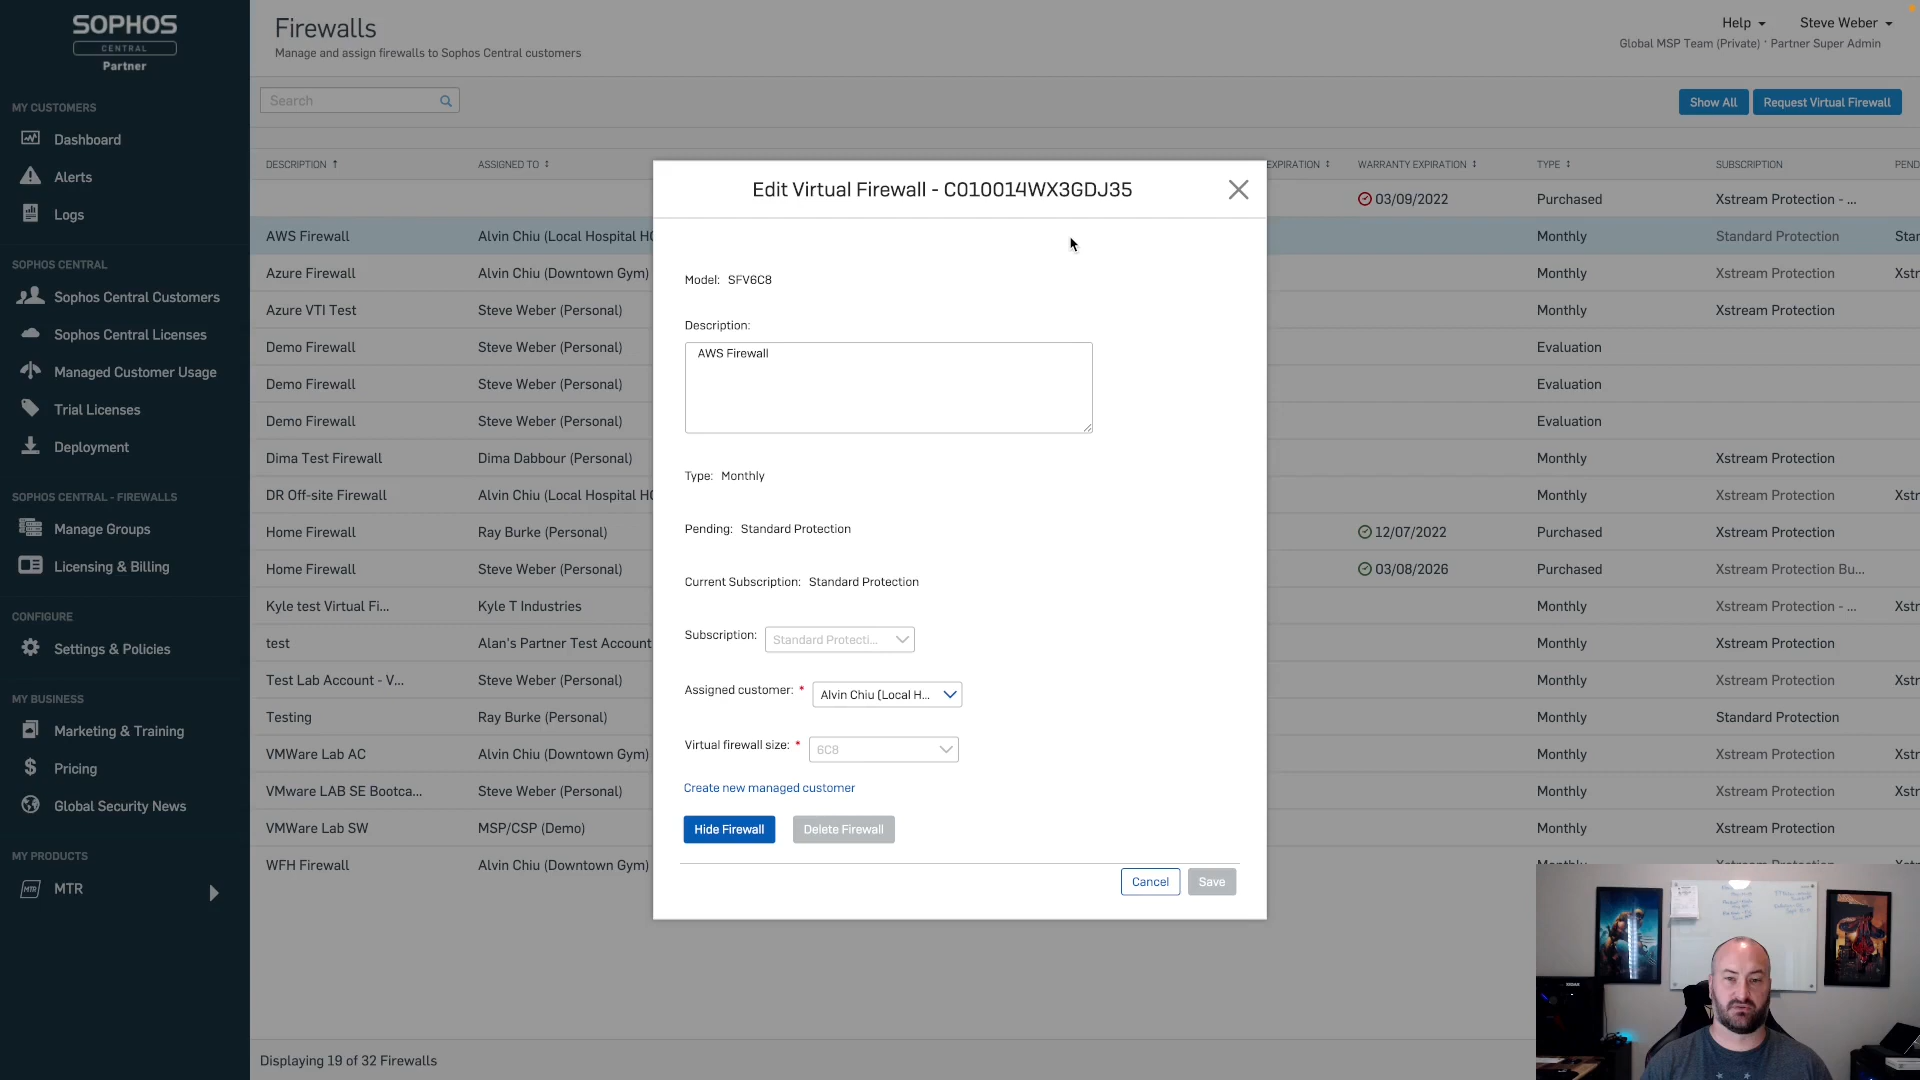 SOPHOS
CENTRAL
Partner
MY CUSTOMERS
Dashboard
Alerts
Logs
SOPHOS CENTRAL
Sophos Central Customers
Sophos Central Licenses
Managed Customer Usage
Trial Licenses
Deployment
SOPHOS CENTRAL - FIREWALLS
Manage Groups
Licensing & Billing
CONFIGURE
Settings & Policies
MY BUSINESS
Marketing & Training
Pricing
Global Security News
MY PRODUCTS
MTR
Firewalls
Manage and assign firewalls to Sophos Central customers
Help
Steve Weber
Global MSP Team (Private) · Partner Super Admin
Search
Show All
Request Virtual Firewall
DESCRIPTION ASSIGNED TO EXPIRATION WARRANTY EXPIRATION TYPE SUBSCRIPTION PEND
03/09/2022 Purchased Xstream Protection - ...
AWS Firewall Alvin Chiu (Local Hospital HO Monthly Standard Protection Stan
Azure Firewall Alvin Chiu (Downtown Gym) Monthly Xstream Protection Xstr
Azure VTI Test Steve Weber (Personal) Monthly Xstream Protection
Demo Firewall Steve Weber (Personal) Evaluation
Demo Firewall Steve Weber (Personal) Evaluation
Demo Firewall Steve Weber (Personal) Evaluation
Dima Test Firewall Dima Dabbour (Personal) Monthly Xstream Protection
DR Off-site Firewall Alvin Chiu (Local Hospital HO Monthly Xstream Protection Xstr
Home Firewall Ray Burke (Personal) 12/07/2022 Purchased Xstream Protection
Home Firewall Steve Weber (Personal) 03/08/2026 Purchased Xstream Protection Bu...
Kyle test Virtual Fi... Kyle T Industries Monthly Xstream Protection - ... Xstr
test Alan's Partner Test Account Monthly Xstream Protection
Test Lab Account - V... Steve Weber (Personal) Monthly Xstream Protection Xstr
Testing Ray Burke (Personal) Monthly Standard Protection
VMWare Lab AC Alvin Chiu (Downtown Gym) Monthly Xstream Protection Xstr
VMware LAB SE Bootca... Steve Weber (Personal) Monthly Xstream Protection Xstr
VMWare Lab SW MSP/CSP (Demo) Monthly Xstream Protection
WFH Firewall Alvin Chiu (Downtown Gym) Monthly Xstream Protection Xstr
Displaying 19 of 32 Firewalls
Edit Virtual Firewall - C010014WX3GDJ35
Model: SFV6C8
Description:
AWS Firewall
Type: Monthly
Pending: Standard Protection
Current Subscription: Standard Protection
Subscription: Standard Protecti...
Assigned customer: * Alvin Chiu (Local H...
Virtual firewall size: * 6C8
Create new managed customer
Hide Firewall
Delete Firewall
Cancel
Save